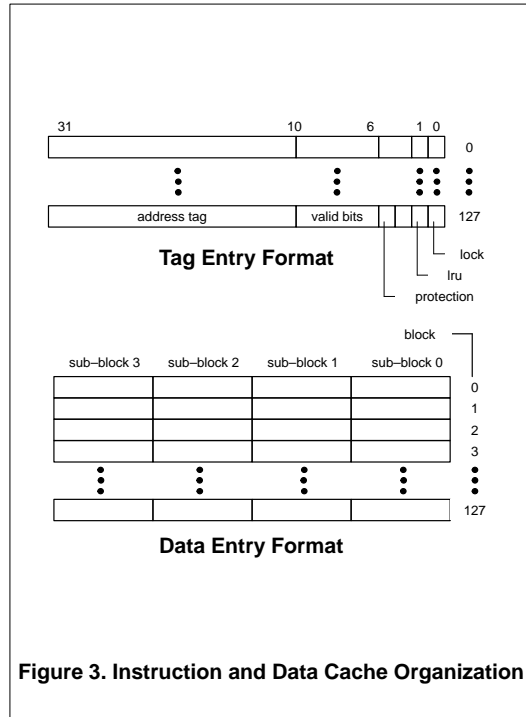 31 10 6 1 0
0
address tag valid bits 127
Tag Entry Format
lock
lru
protection
block
sub–block 3 sub–block 2 sub–block 1 sub–block 0
0
1
2
3
127
Data Entry Format
Figure 3. Instruction and Data Cache Organization